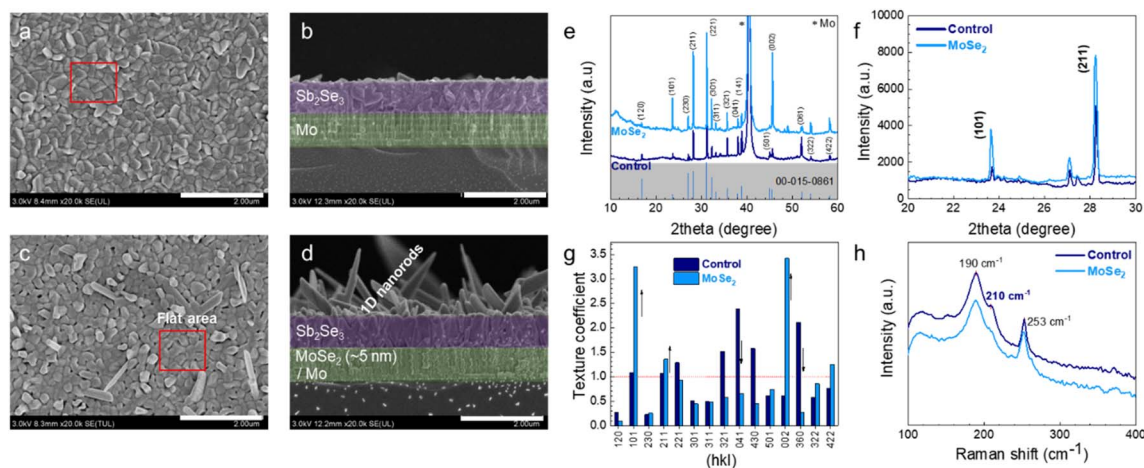 a
3.0kV 8.4mm x20.0k SE(UL)
2.00um
b
Sb2Se3
Mo
3.0kV 12.3mm x20.0k SE(UL)
2.00um
c
Flat area
3.0kV 8.3mm x20.0k SE(TUL)
2.00um
d
1D nanorods
Sb2Se3
MoSe2 (~5 nm)
/ Mo
3.0kV 12.2mm x20.0k SE(UL)
2.00um
e
Intensity (a.u)
* * Mo
(120)
(101)
(230)
(211)
(221)
(301)
(311)
(321)
(041)
(141)
(002)
(501)
(061)
(322)
(422)
MoSe2
Control
00-015-0861
10 20 30 40 50 60
2theta (degree)
f
Intensity (a.u.)
10000
8000
6000
4000
2000
0
Control
MoSe2
(101)
(211)
20 22 24 26 28 30
2theta (degree)
g
Texture coefficient
3.5
3.0
2.5
2.0
1.5
1.0
0.5
0.0
Control
MoSe2
120 101 230 211 221 301 311 321 041 430 501 002 360 322 422
(hkl)
h
Intensity (a.u.)
190 cm-1
210 cm-1
253 cm-1
Control
MoSe2
100 200 300 400
Raman shift (cm-1)